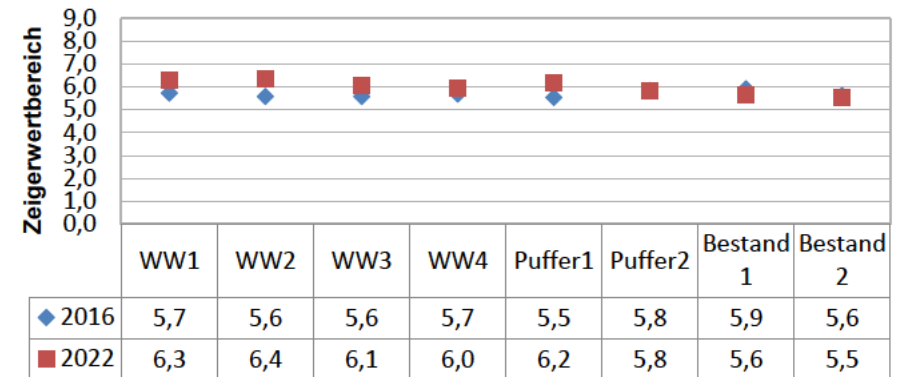 Zeigerwertbereich
9,0
8,0
7,0
6,0
5,0
4,0
3,0
2,0
1,0
0,0
WW1 WW2 WW3 WW4 Puffer1 Puffer2 Bestand 1 Bestand 2
2016 5,7 5,6 5,6 5,7 5,5 5,8 5,9 5,6
2022 6,3 6,4 6,1 6,0 6,2 5,8 5,6 5,5